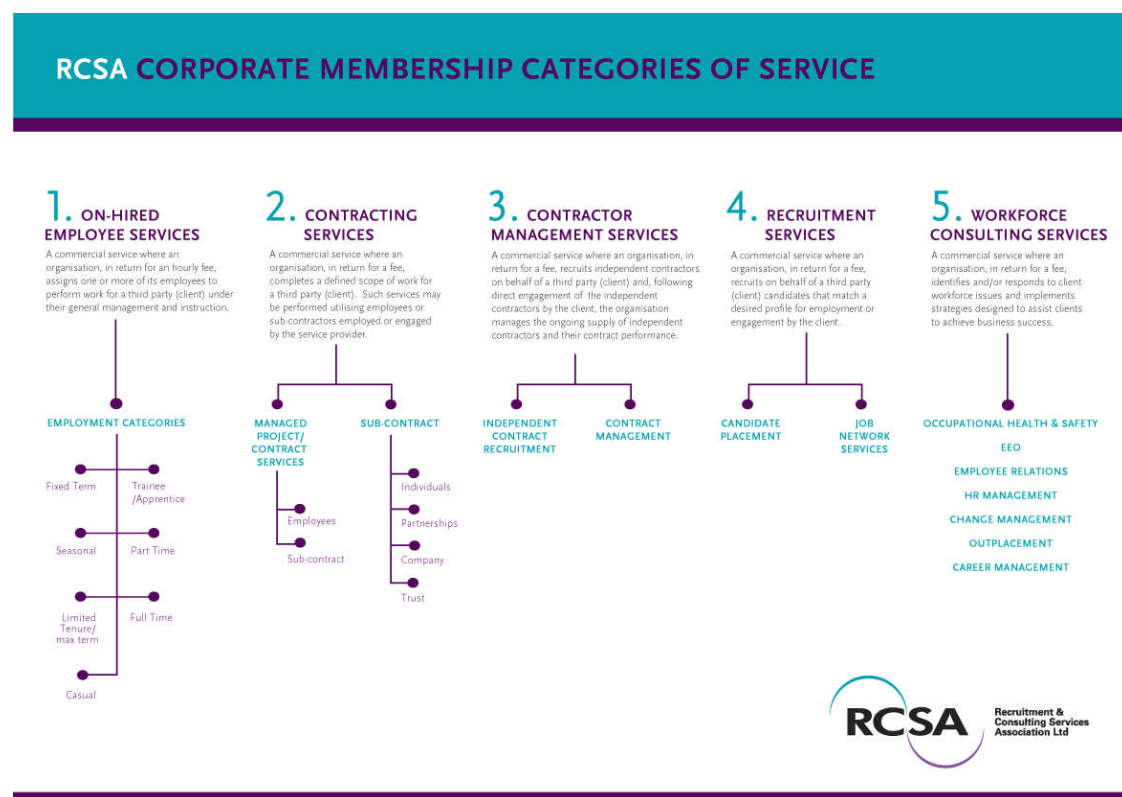 RCSA CORPORATE MEMBERSHIP CATEGORIES OF SERVICE
1. ON-HIRED
EMPLOYEE SERVICES
A commercial service where an
organisation, in return for an hourly fee,
assigns one or more of its employees to
perform work for a third party (client) under
their general management and instruction.
EMPLOYMENT CATEGORIES
Fixed Term
Trainee
/Apprentice
Seasonal
Part Time
Limited
Tenure/
max term
Full Time
Casual
2. CONTRACTING
SERVICES
A commercial service where an
organisation, in return for a fee,
completes a defined scope of work for
a third party (client). Such services may
be performed utilising employees or
sub-contractors employed or engaged
by the service provider.
MANAGED
PROJECT/
CONTRACT
SERVICES
Employees
Sub-contract
SUB-CONTRACT
Individuals
Partnerships
Company
Trust
3. CONTRACTOR
MANAGEMENT SERVICES
A commercial service where an organisation, in
return for a fee, recruits independent contractors
on behalf of a third party (client) and, following
direct engagement of the independent
contractors by the client, the organisation
manages the ongoing supply of independent
contractors and their contract performance.
INDEPENDENT
CONTRACT
RECRUITMENT
CONTRACT
MANAGEMENT
4. RECRUITMENT
SERVICES
A commercial service where an
organisation, in return for a fee,
recruits on behalf of a third party
(client) candidates that match a
desired profile for employment or
engagement by the client.
CANDIDATE
PLACEMENT
JOB
NETWORK
SERVICES
5. WORKFORCE
CONSULTING SERVICES
A commercial service where an
organisation, in return for a fee,
identifies and/or responds to client
workforce issues and implements
strategies designed to assist clients
to achieve business success.
OCCUPATIONAL HEALTH & SAFETY
EEO
EMPLOYEE RELATIONS
HR MANAGEMENT
CHANGE MANAGEMENT
OUTPLACEMENT
CAREER MANAGEMENT
RCSA
Recruitment &
Consulting Services
Association Ltd